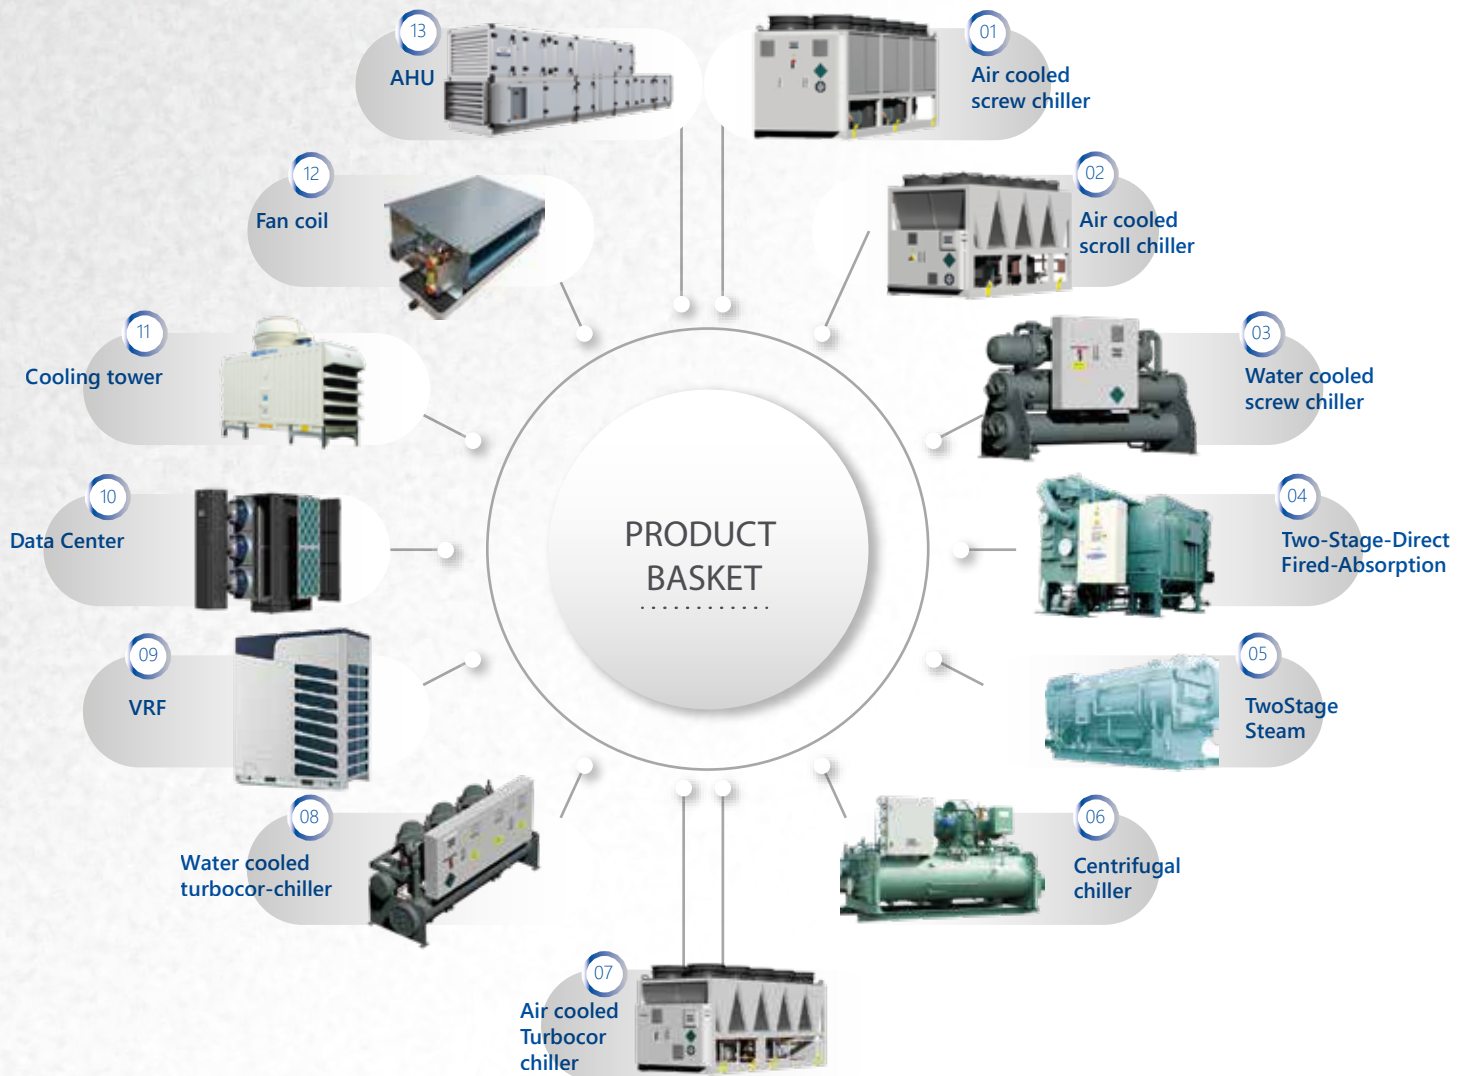 PRODUCT
BASKET
01
Air cooled
screw chiller
02
Air cooled
scroll chiller
03
Water cooled
screw chiller
04
Two-Stage-Direct
Fired-Absorption
05
TwoStage
Steam
06
Centrifugal
chiller
07
Air cooled
Turbocor
chiller
08
Water cooled
turbocor-chiller
09
VRF
10
Data Center
11
Cooling tower
12
Fan coil
13
AHU